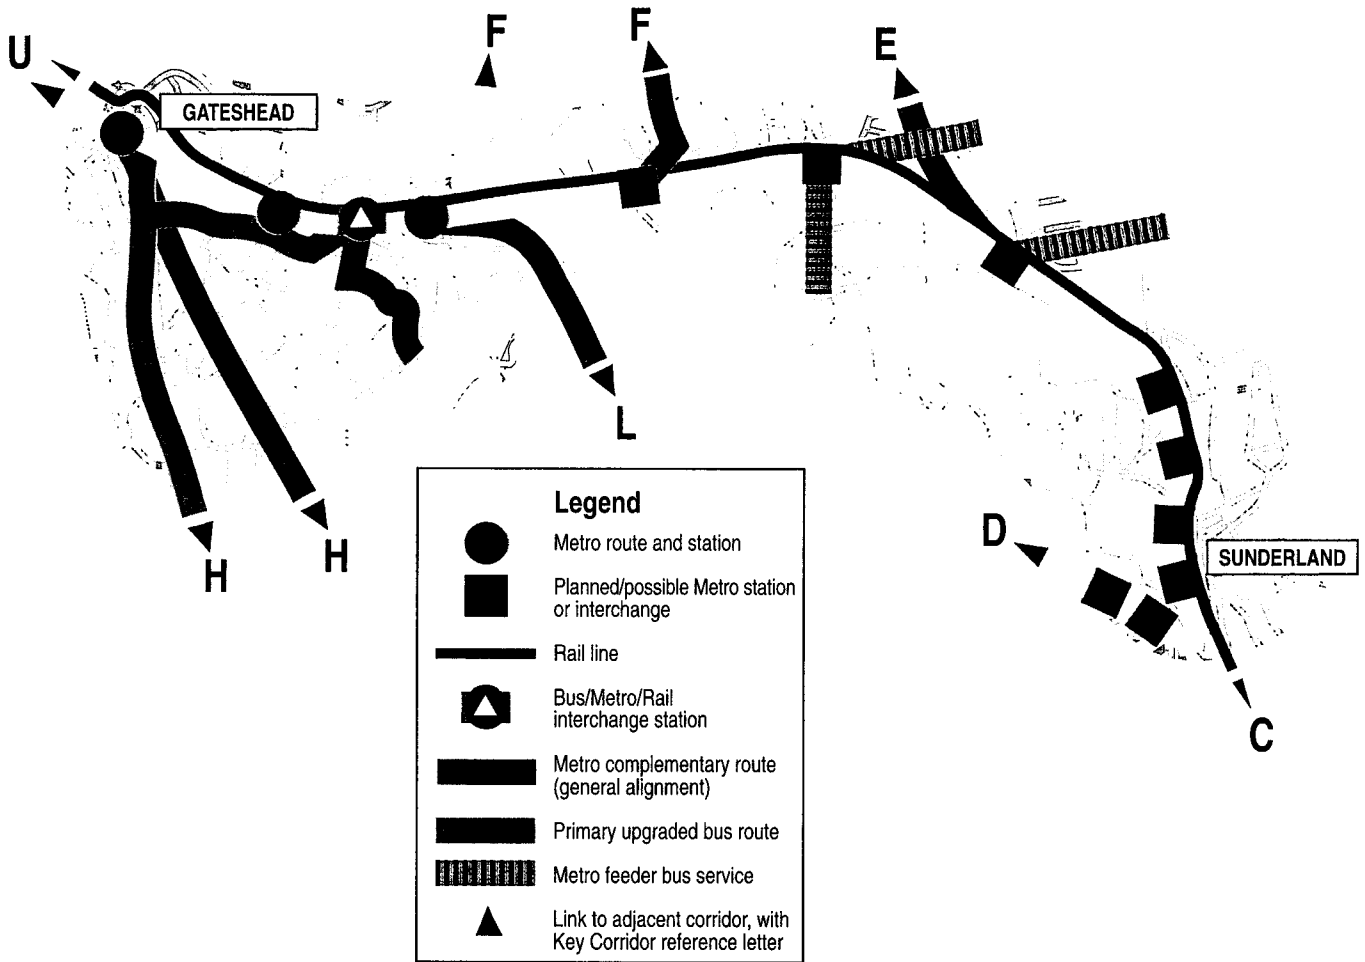 F
F
E
U
GATESHEAD
L
D
H
H
SUNDERLAND
C
Legend
Metro route and station
Planned/possible Metro station
or interchange
Rail line
Bus/Metro/Rail
interchange station
Metro complementary route
(general alignment)
Primary upgraded bus route
Metro feeder bus service
Link to adjacent corridor, with
Key Corridor reference letter